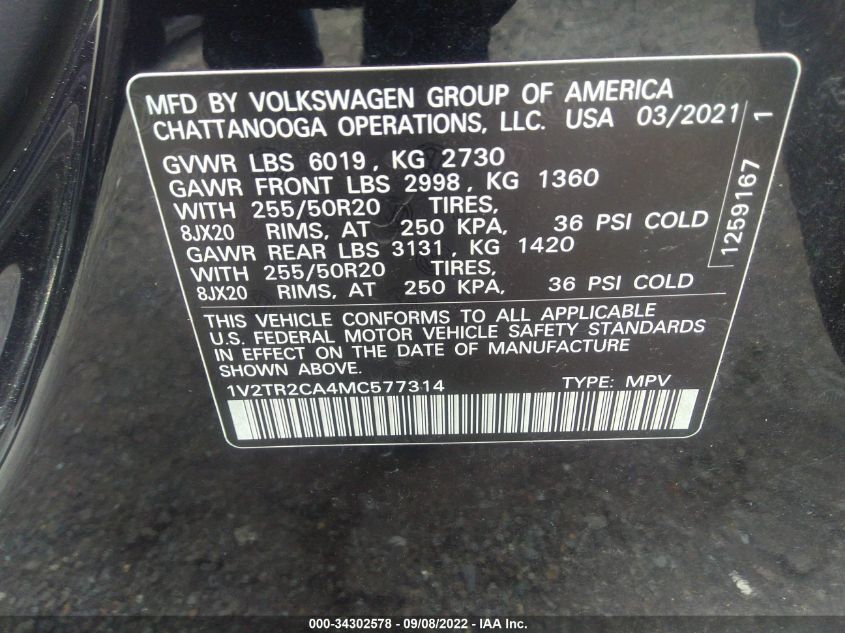 MFD BY VOLKSWAGEN GROUP OF AMERICA
CHATTANOOGA OPERATIONS, LLC. USA 03/2021
GVWR LBS 6019, KG 2730
GAWR FRONT LBS 2998, KG 1360
WITH 255/50R20 TIRES,
8JX20 RIMS, AT 250 KPA, 36 PSI COLD
GAWR REAR LBS 3131, KG 1420
WITH 255/50R20 TIRES,
8JX20 RIMS, AT 250 KPA, 36 PSI COLD
1259167 1
THIS VEHICLE CONFORMS TO ALL APPLICABLE
U.S. FEDERAL MOTOR VEHICLE SAFETY STANDARDS
IN EFFECT ON THE DATE OF MANUFACTURE
SHOWN ABOVE.
1V2TR2CA4MC577314 TYPE: MPV
000-34302578 - 09/08/2022 - IAA Inc.